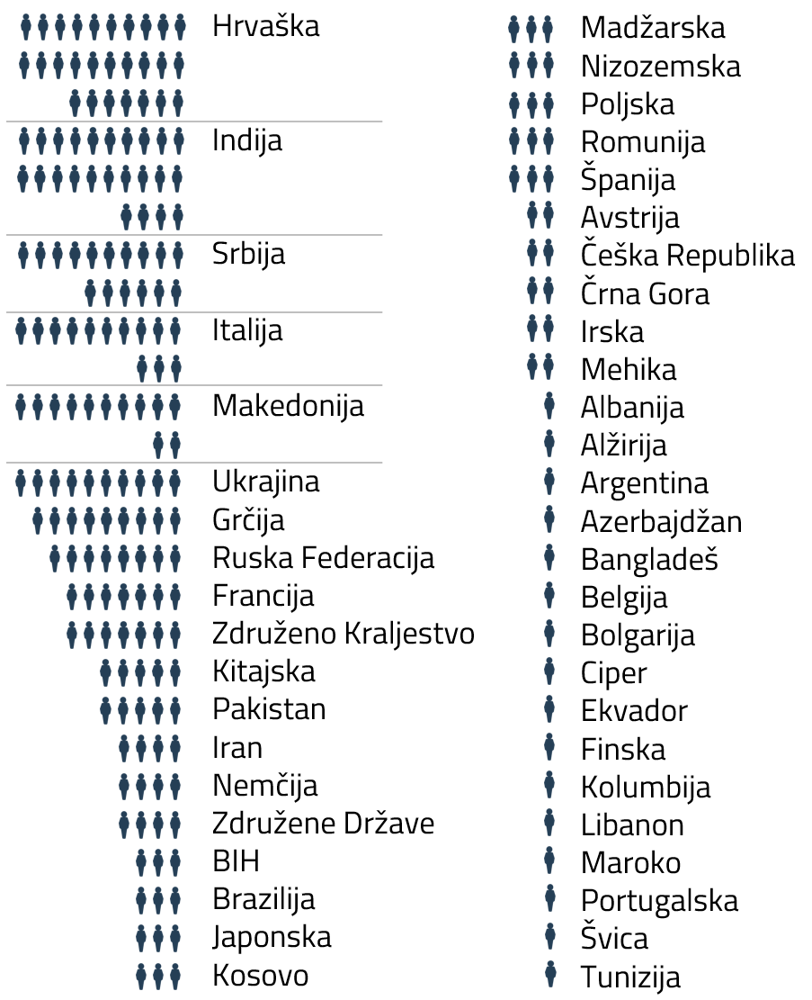 Hrvaška
Indija
Srbija
Italija
Makedonija
Ukrajina
Grčija
Ruska Federacija
Francija
Združeno Kraljestvo
Kitajska
Pakistan
Iran
Nemčija
Združene Države
BIH
Brazilija
Japonska
Kosovo
Madžarska
Nizozemska
Poljska
Romunija
Španija
Avstrija
Češka Republika
Črna Gora
Irska
Mehika
Albanija
Alžirija
Argentina
Azerbajdžan
Bangladeš
Belgija
Bolgarija
Ciper
Ekvador
Finska
Kolumbija
Libanon
Maroko
Portugalska
Švica
Tunizija